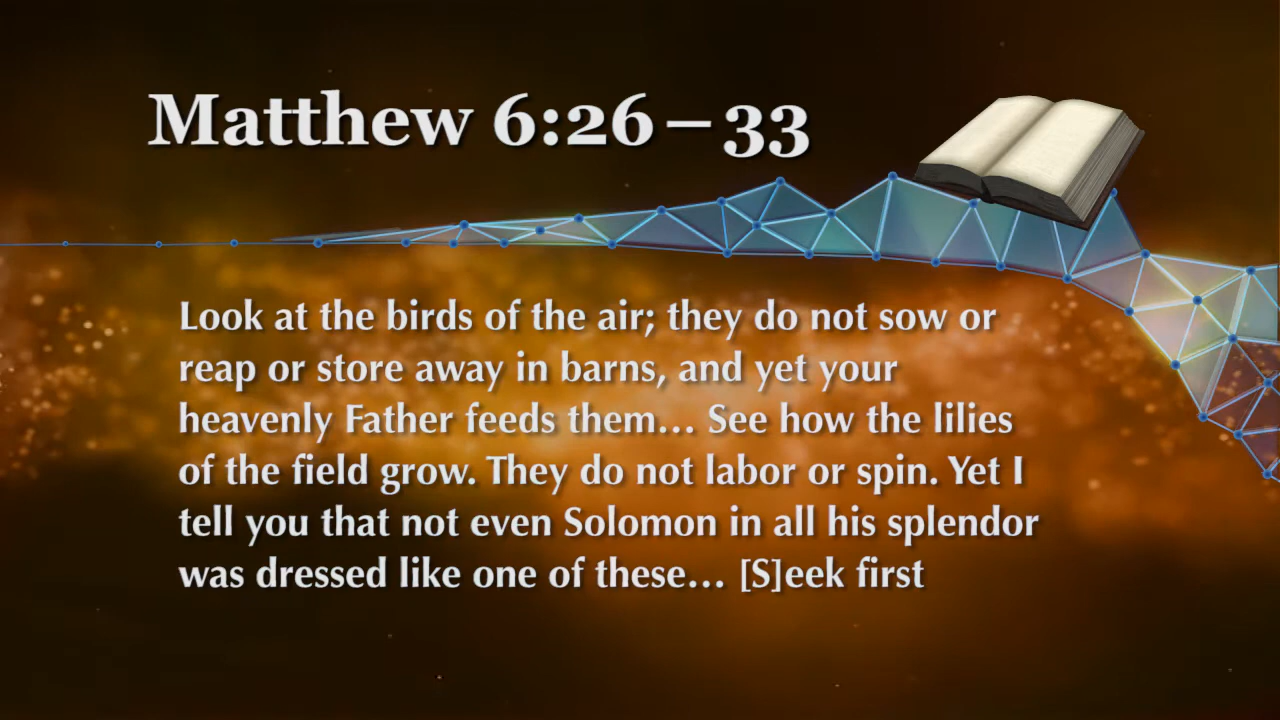 Matthew 6:26–33
Look at the birds of the air; they do not sow or
reap or store away in barns, and yet your
heavenly Father feeds them… See how the lilies
of the field grow. They do not labor or spin. Yet I
tell you that not even Solomon in all his splendor
was dressed like one of these… [S]eek first